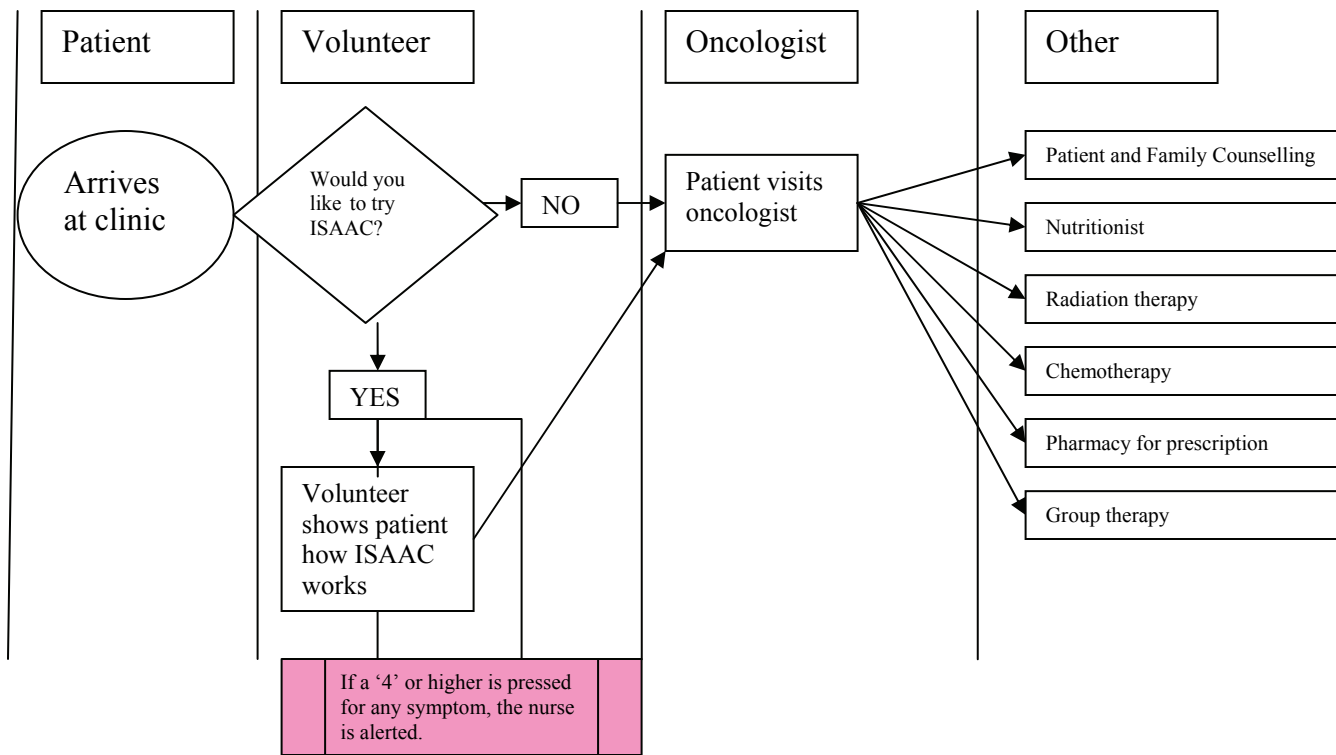 Patient
Volunteer
Oncologist
Other
Arrives
at clinic
Would you
like to try
ISAAC?
NO
Patient visits
oncologist
Patient and Family Counselling
Nutritionist
Radiation therapy
Chemotherapy
Pharmacy for prescription
Group therapy
YES
Volunteer
shows patient
how ISAAC
works
If a ‘4’ or higher is pressed
for any symptom, the nurse
is alerted.